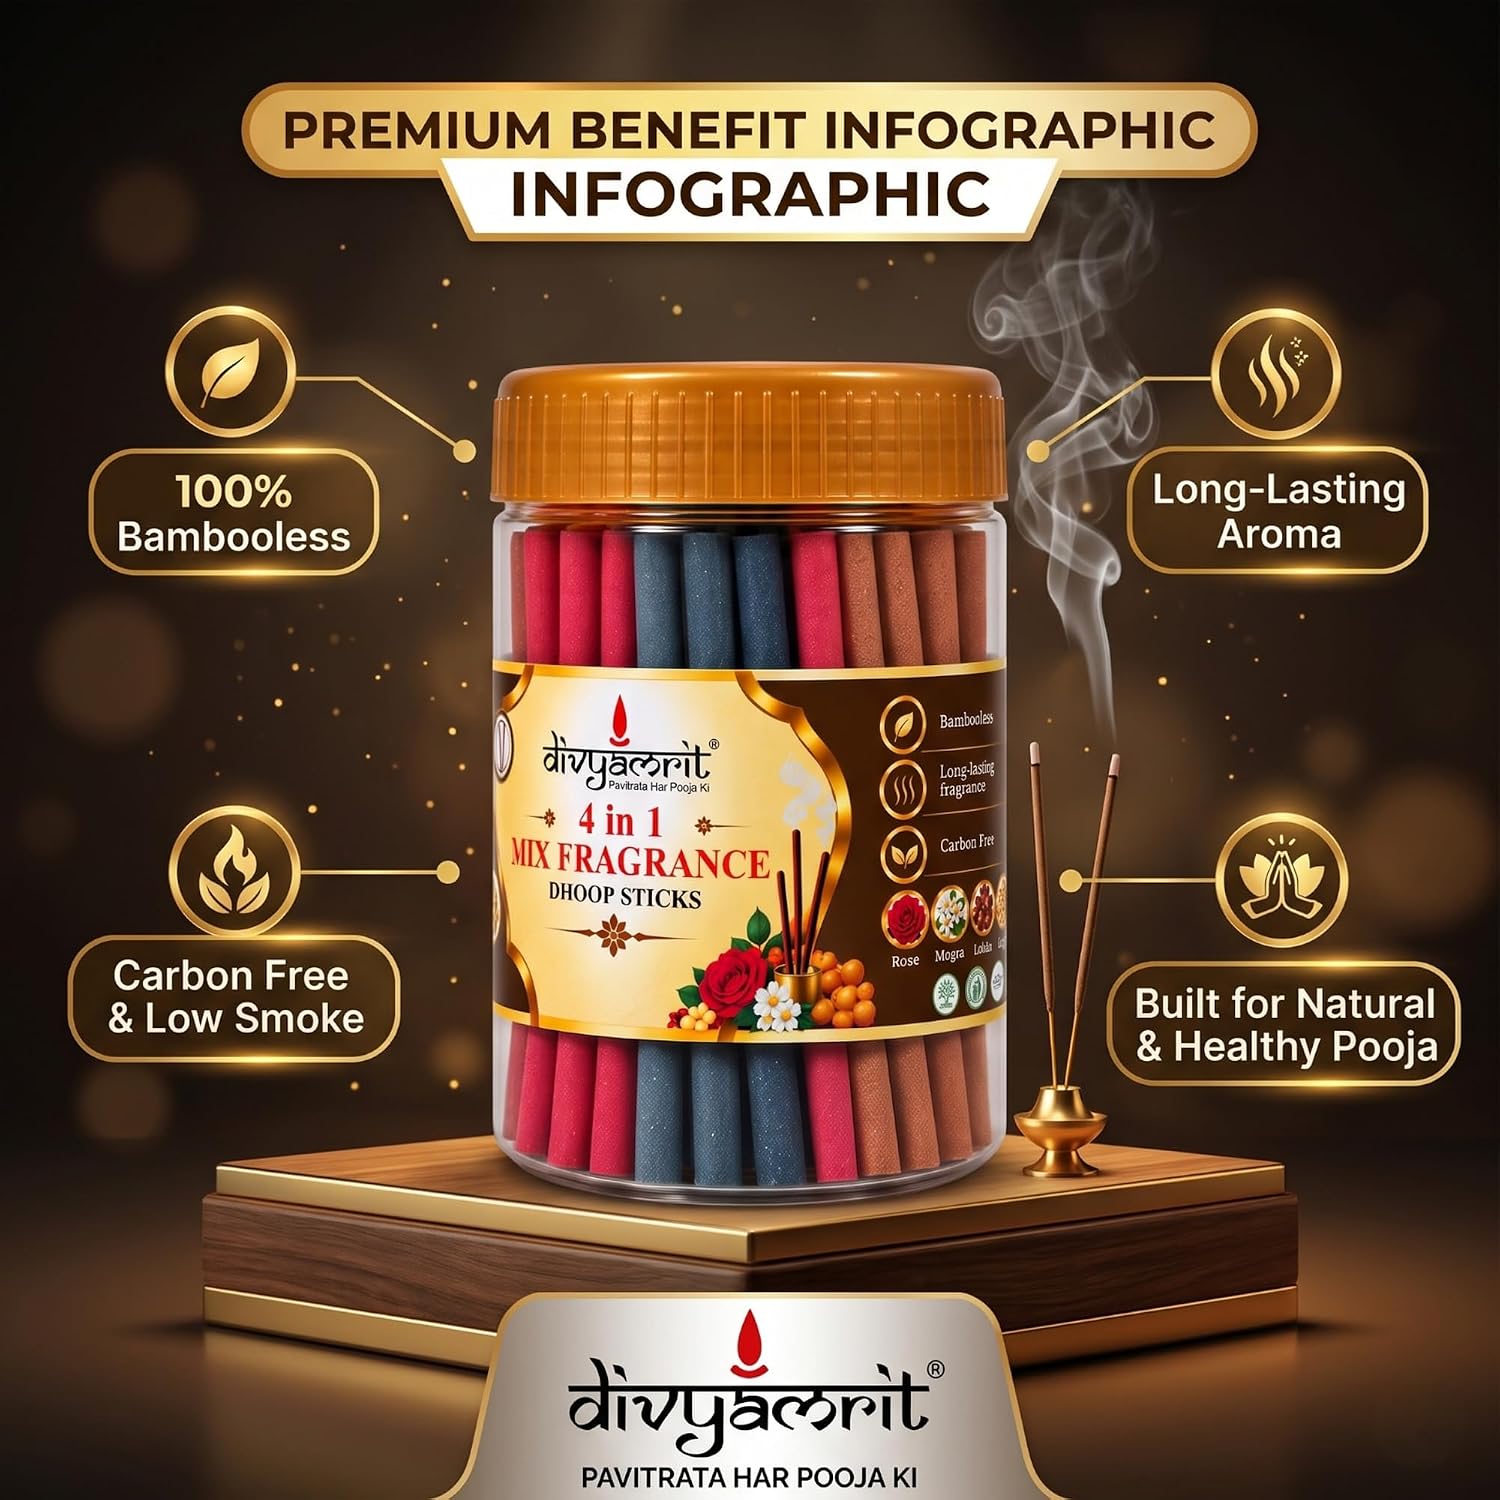 PREMIUM BENEFIT INFOGRAPHIC
INFOGRAPHIC
100%
Bambooless
Long-Lasting
Aroma
divyamrit®
Pavitrata Har Pooja Ki
4 in 1
MIX FRAGRANCE
DHOOP STICKS
Bambooless
Long-lasting
fragrance
Carbon Free
Rose
Mogra
Lobān
Carbon Free
& Low Smoke
Built for Natural
& Healthy Pooja
divyamrit®
PAVITRATA HAR POOJA KI